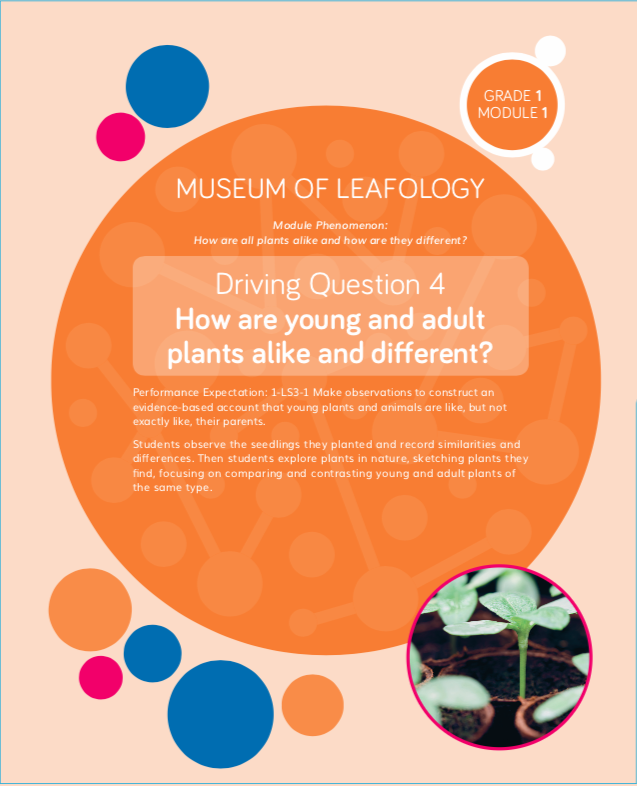 GRADE 1
MODULE 1
MUSEUM OF LEAFOLOGY
Module Phenomenon:
How are all plants alike and how are they different?
Driving Question 4
How are young and adult
plants alike and different?
Performance Expectation: 1-LS3-1 Make observations to construct an
evidence-based account that young plants and animals are like, but not
exactly like, their parents.
Students observe the seedlings they planted and record similarities and
differences. Then students explore plants in nature, sketching plants they
find, focusing on comparing and contrasting young and adult plants of
the same type.